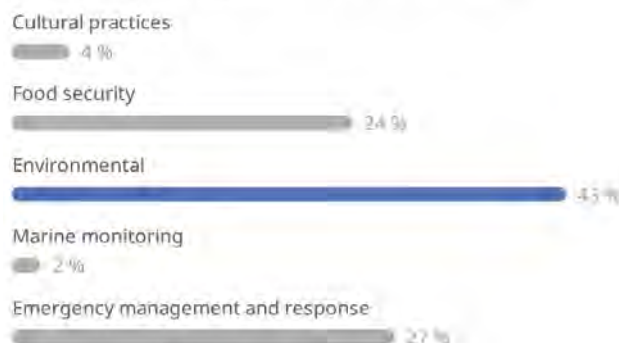 Cultural practices
4 %
Food security
24 %
Environmental
43 %
Marine monitoring
2 %
Emergency management and response
27 %